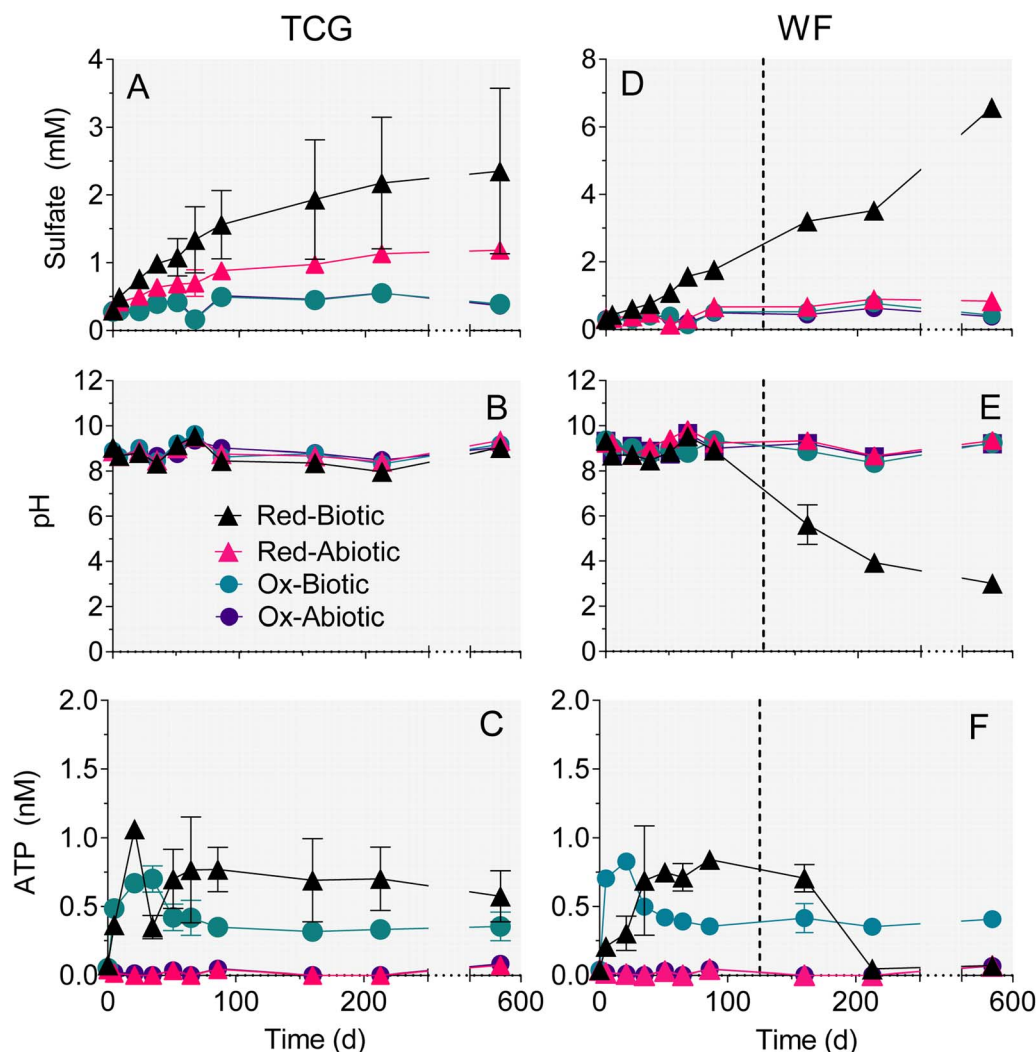 TCG
WF
A
D
Sulfate (mM)
4
3
2
1
0
8
6
4
2
0
B
E
pH
12
10
8
6
4
2
0
Red-Biotic
Red-Abiotic
Ox-Biotic
Ox-Abiotic
12
10
8
6
4
2
0
C
F
ATP (nM)
2.0
1.5
1.0
0.5
0.0
0 100 200 600
Time (d)
2.0
1.5
1.0
0.5
0.0
0 100 200 600
Time (d)